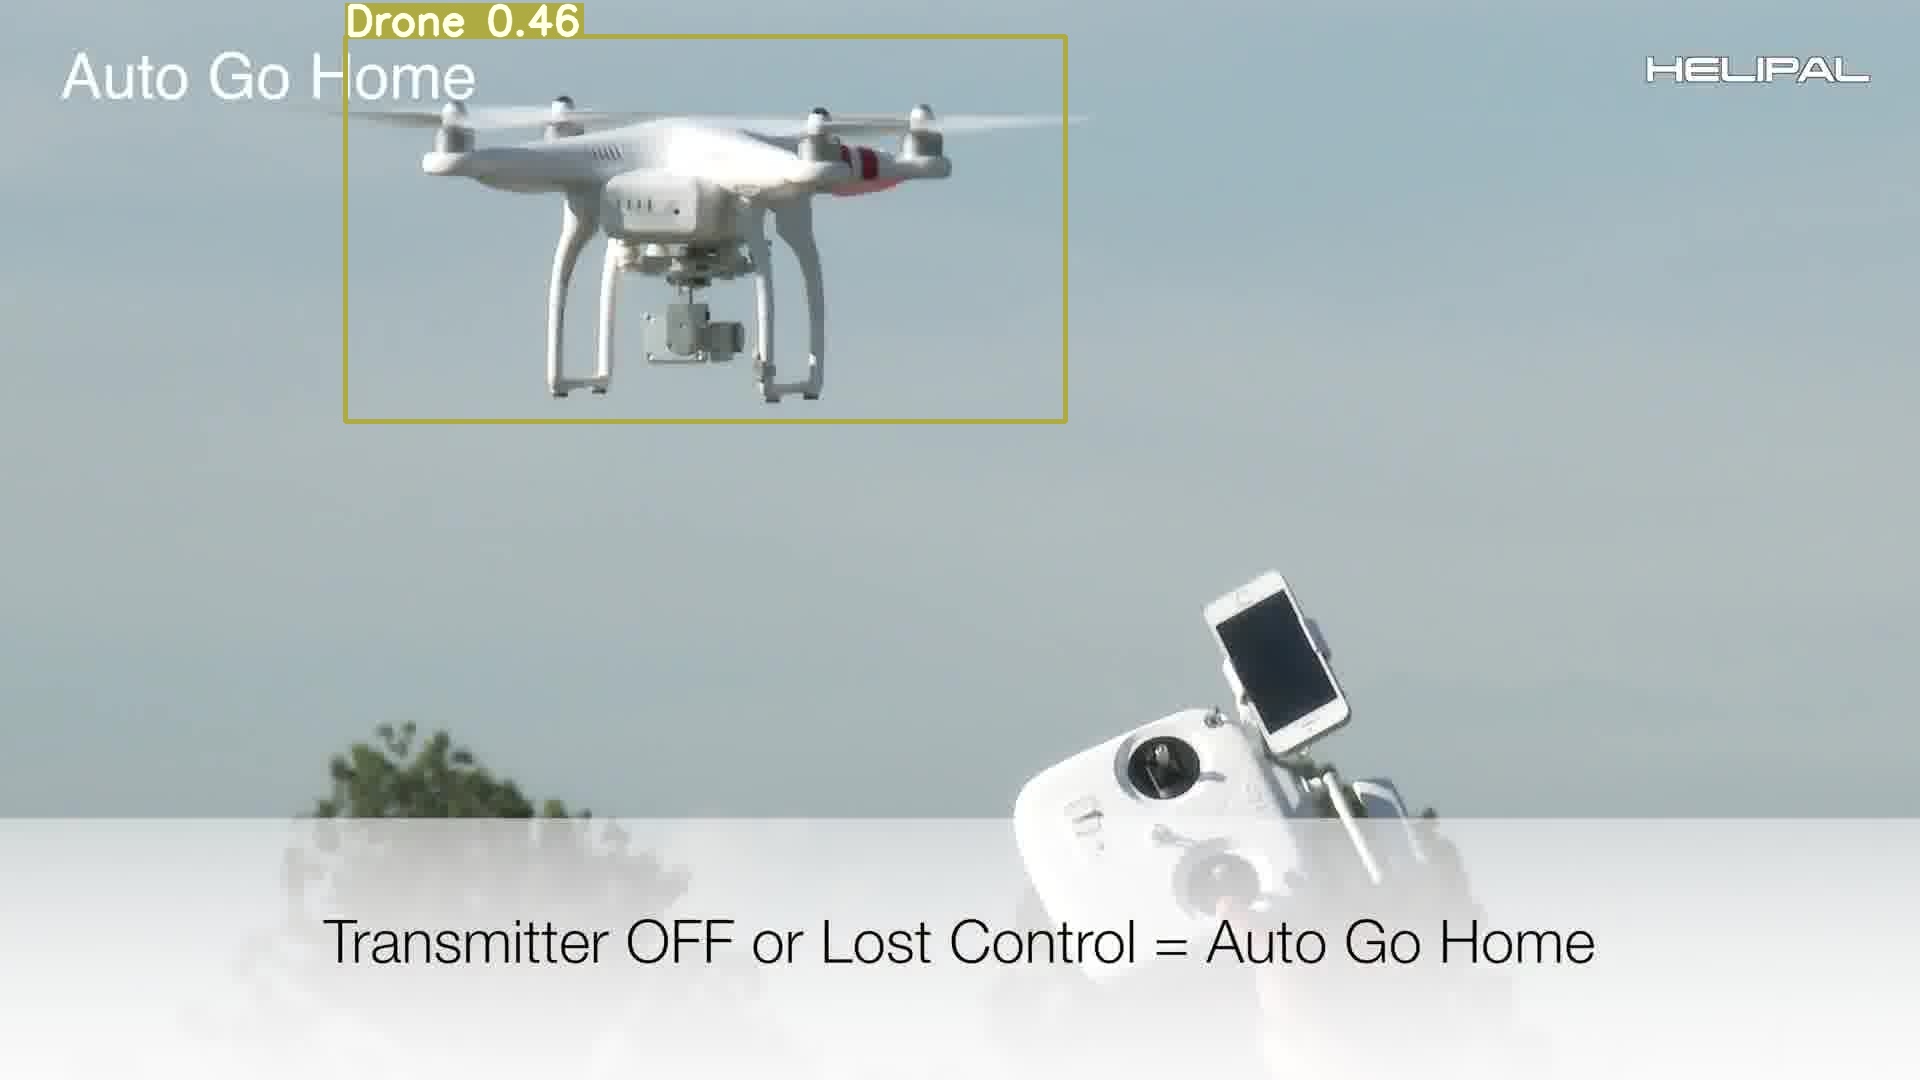 Drone 0.46
Auto Go Home
HELIPAL
Transmitter OFF or Lost Control = Auto Go Home